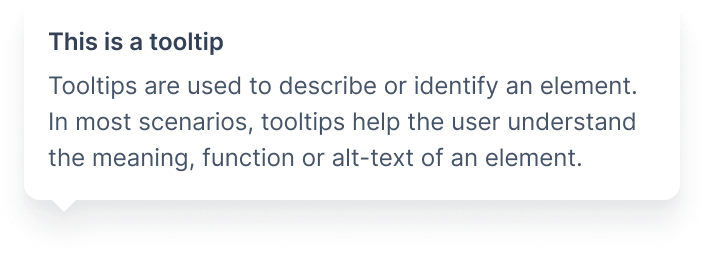 This is a tooltip
Tooltips are used to describe or identify an element.
In most scenarios, tooltips help the user understand
the meaning, function or alt-text of an element.